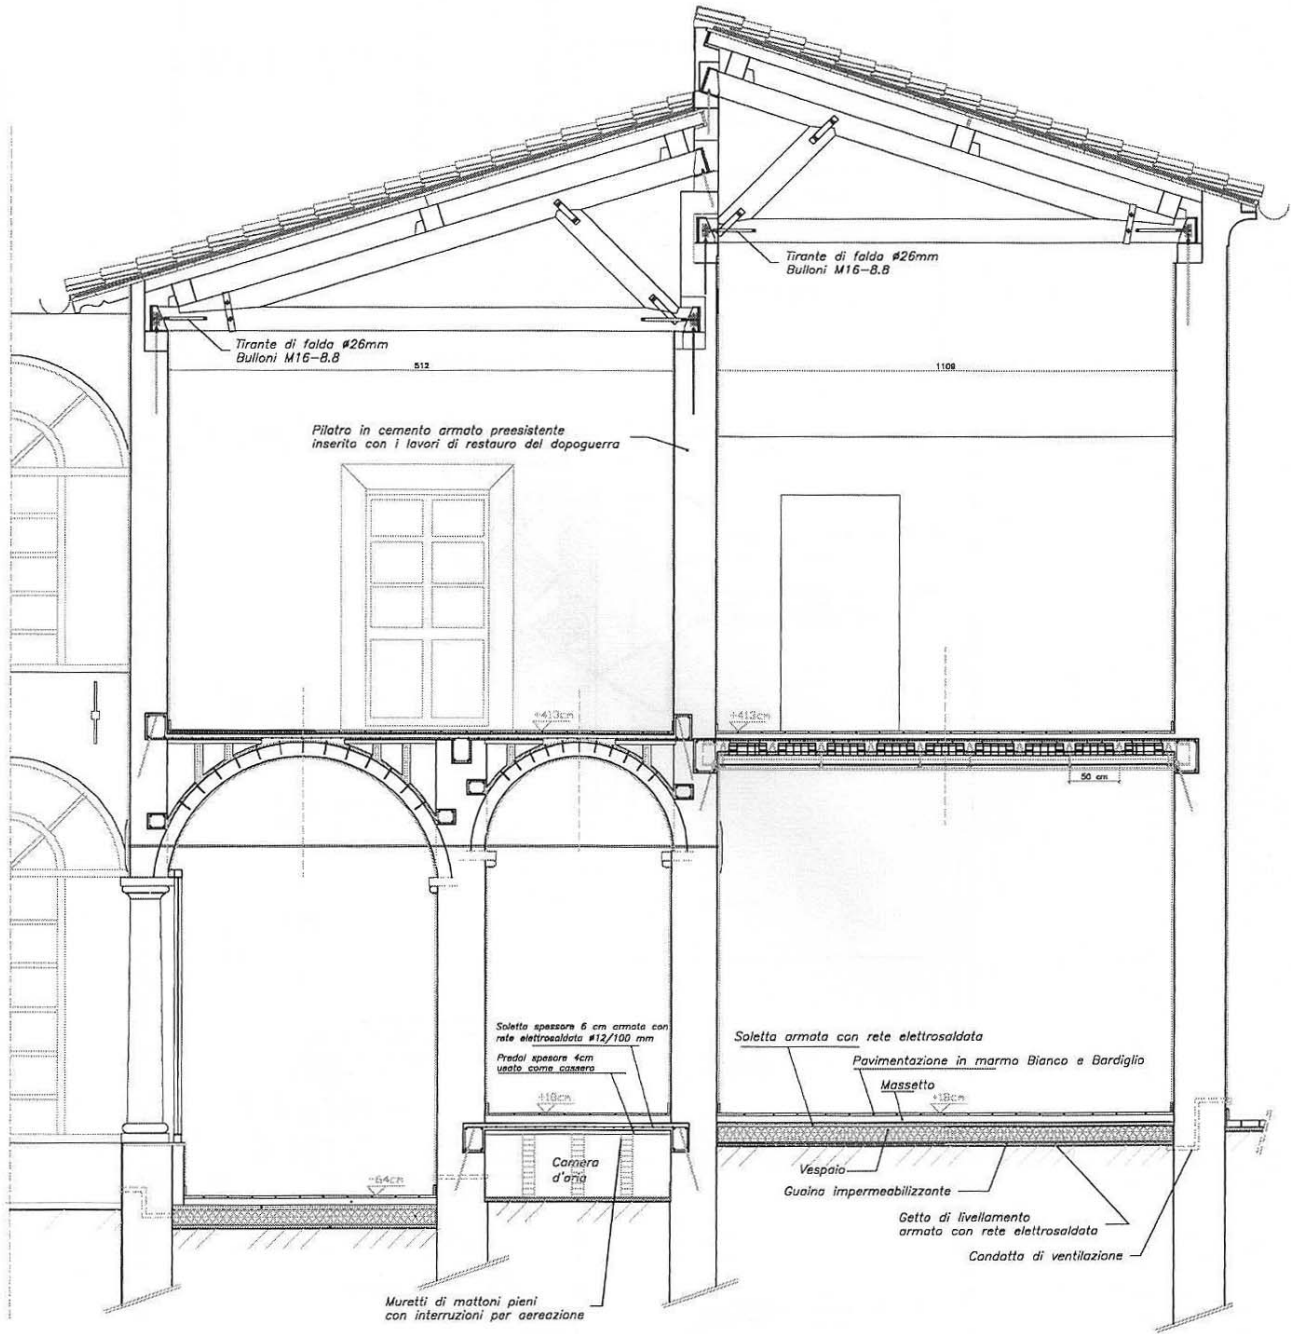 Tirante di falda ø26mm
Bulloni M16-8.8
Tirante di falda ø26mm
Bulloni M16-8.8
512
1108
Pilatro in cemento armato preesistente
inserito con i lavori di restauro del dopoguerra
+413cm
+413cm
50 cm
Soletta spessore 6 cm armata con
rete elettrosaldata ø12/100 mm
Predal spesore 4cm
usato come cassero
Soletta armata con rete elettrosaldata
Pavimentazione in marmo Bianco e Bardiglio
Massetto
+18cm
+18cm
Camera
d'aria
Vespaio
-64cm
Guaina impermeabilizzante
Getto di livellamento
armato con rete elettrosaldata
Condotta di ventilazione
Muretti di mattoni pieni
con interruzioni per aereazione